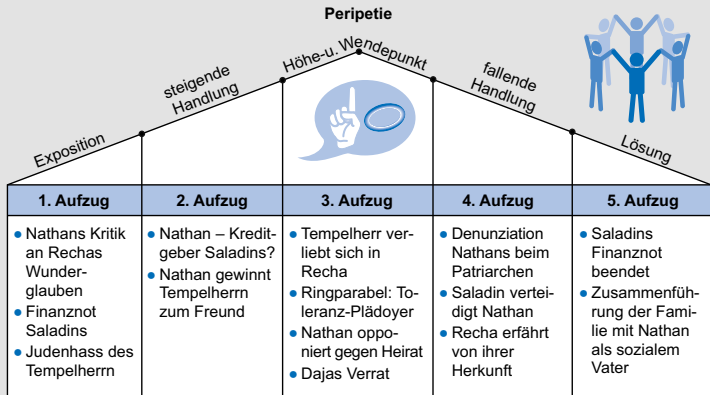 Peripetie
Exposition
steigende
Handlung
Höhe-u. Wendepunkt
fallende
Handlung
Lösung
1. Aufzug
2. Aufzug
3. Aufzug
4. Aufzug
5. Aufzug
• Nathans Kritik
an Rechas
Wunder-
glauben
• Finanznot
Saladins
• Judenhass des
Tempelherrn
• Nathan – Kredit-
geber Saladins?
• Nathan gewinnt
Tempelherrn
zum Freund
• Tempelherr ver-
liebt sich in
Recha
• Ringparabel: To-
leranz-Plädoyer
• Nathan oppo-
niert gegen Heirat
• Dajas Verrat
• Denunziation
Nathans beim
Patriarchen
• Saladin vertei-
digt Nathan
• Recha erfährt
von ihrer
Herkunft
• Saladins
Finanznot
beendet
• Zusammenfüh-
rung der Fami-
lie mit Nathan
als sozialem
Vater